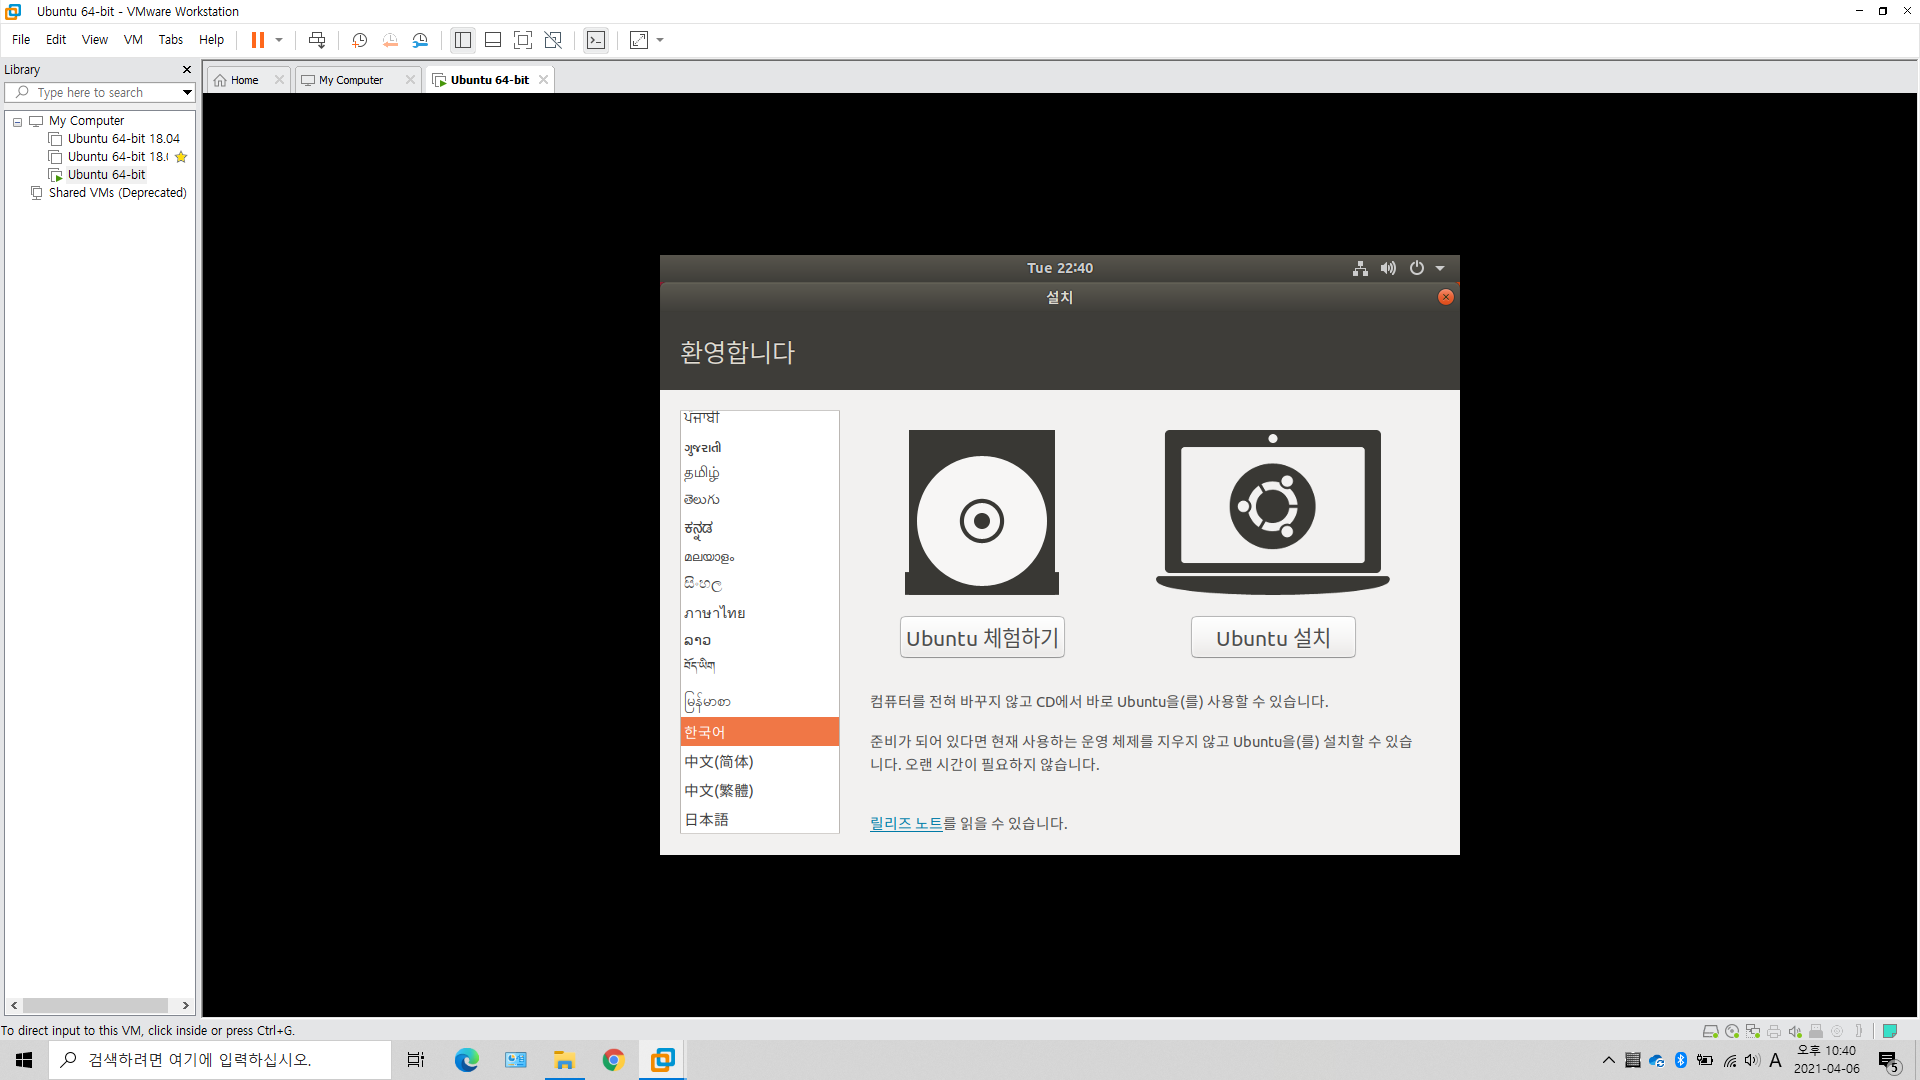 Ubuntu 64-bit - VMware Workstation
File Edit View VM Tabs Help
Library
Type here to search
My Computer
Ubuntu 64-bit 18.04
Ubuntu 64-bit 18.
Ubuntu 64-bit
Shared VMs (Deprecated)
Home
My Computer
Ubuntu 64-bit
Tue 22:40
설치
환영합니다
ਪੰਜਾਬੀ
ગુજરાતી
தமிழ்
తెలుగు
ಕನ್ನಡ
മലയാളം
සිංහල
ภาษาไทย
ລາວ
བོད་ཡིག
မြန်မာစာ
한국어
中文(简体)
中文(繁體)
日本語
Ubuntu 체험하기
Ubuntu 설치
컴퓨터를 전혀 바꾸지 않고 CD에서 바로 Ubuntu을(를) 사용할 수 있습니다.
준비가 되어 있다면 현재 사용하는 운영 체제를 지우지 않고 Ubuntu을(를) 설치할 수 있습
니다. 오랜 시간이 필요하지 않습니다.
릴리즈 노트를 읽을 수 있습니다.
To direct input to this VM, click inside or press Ctrl+G.
검색하려면 여기에 입력하십시오.
A
오후 10:40
2021-04-06
5